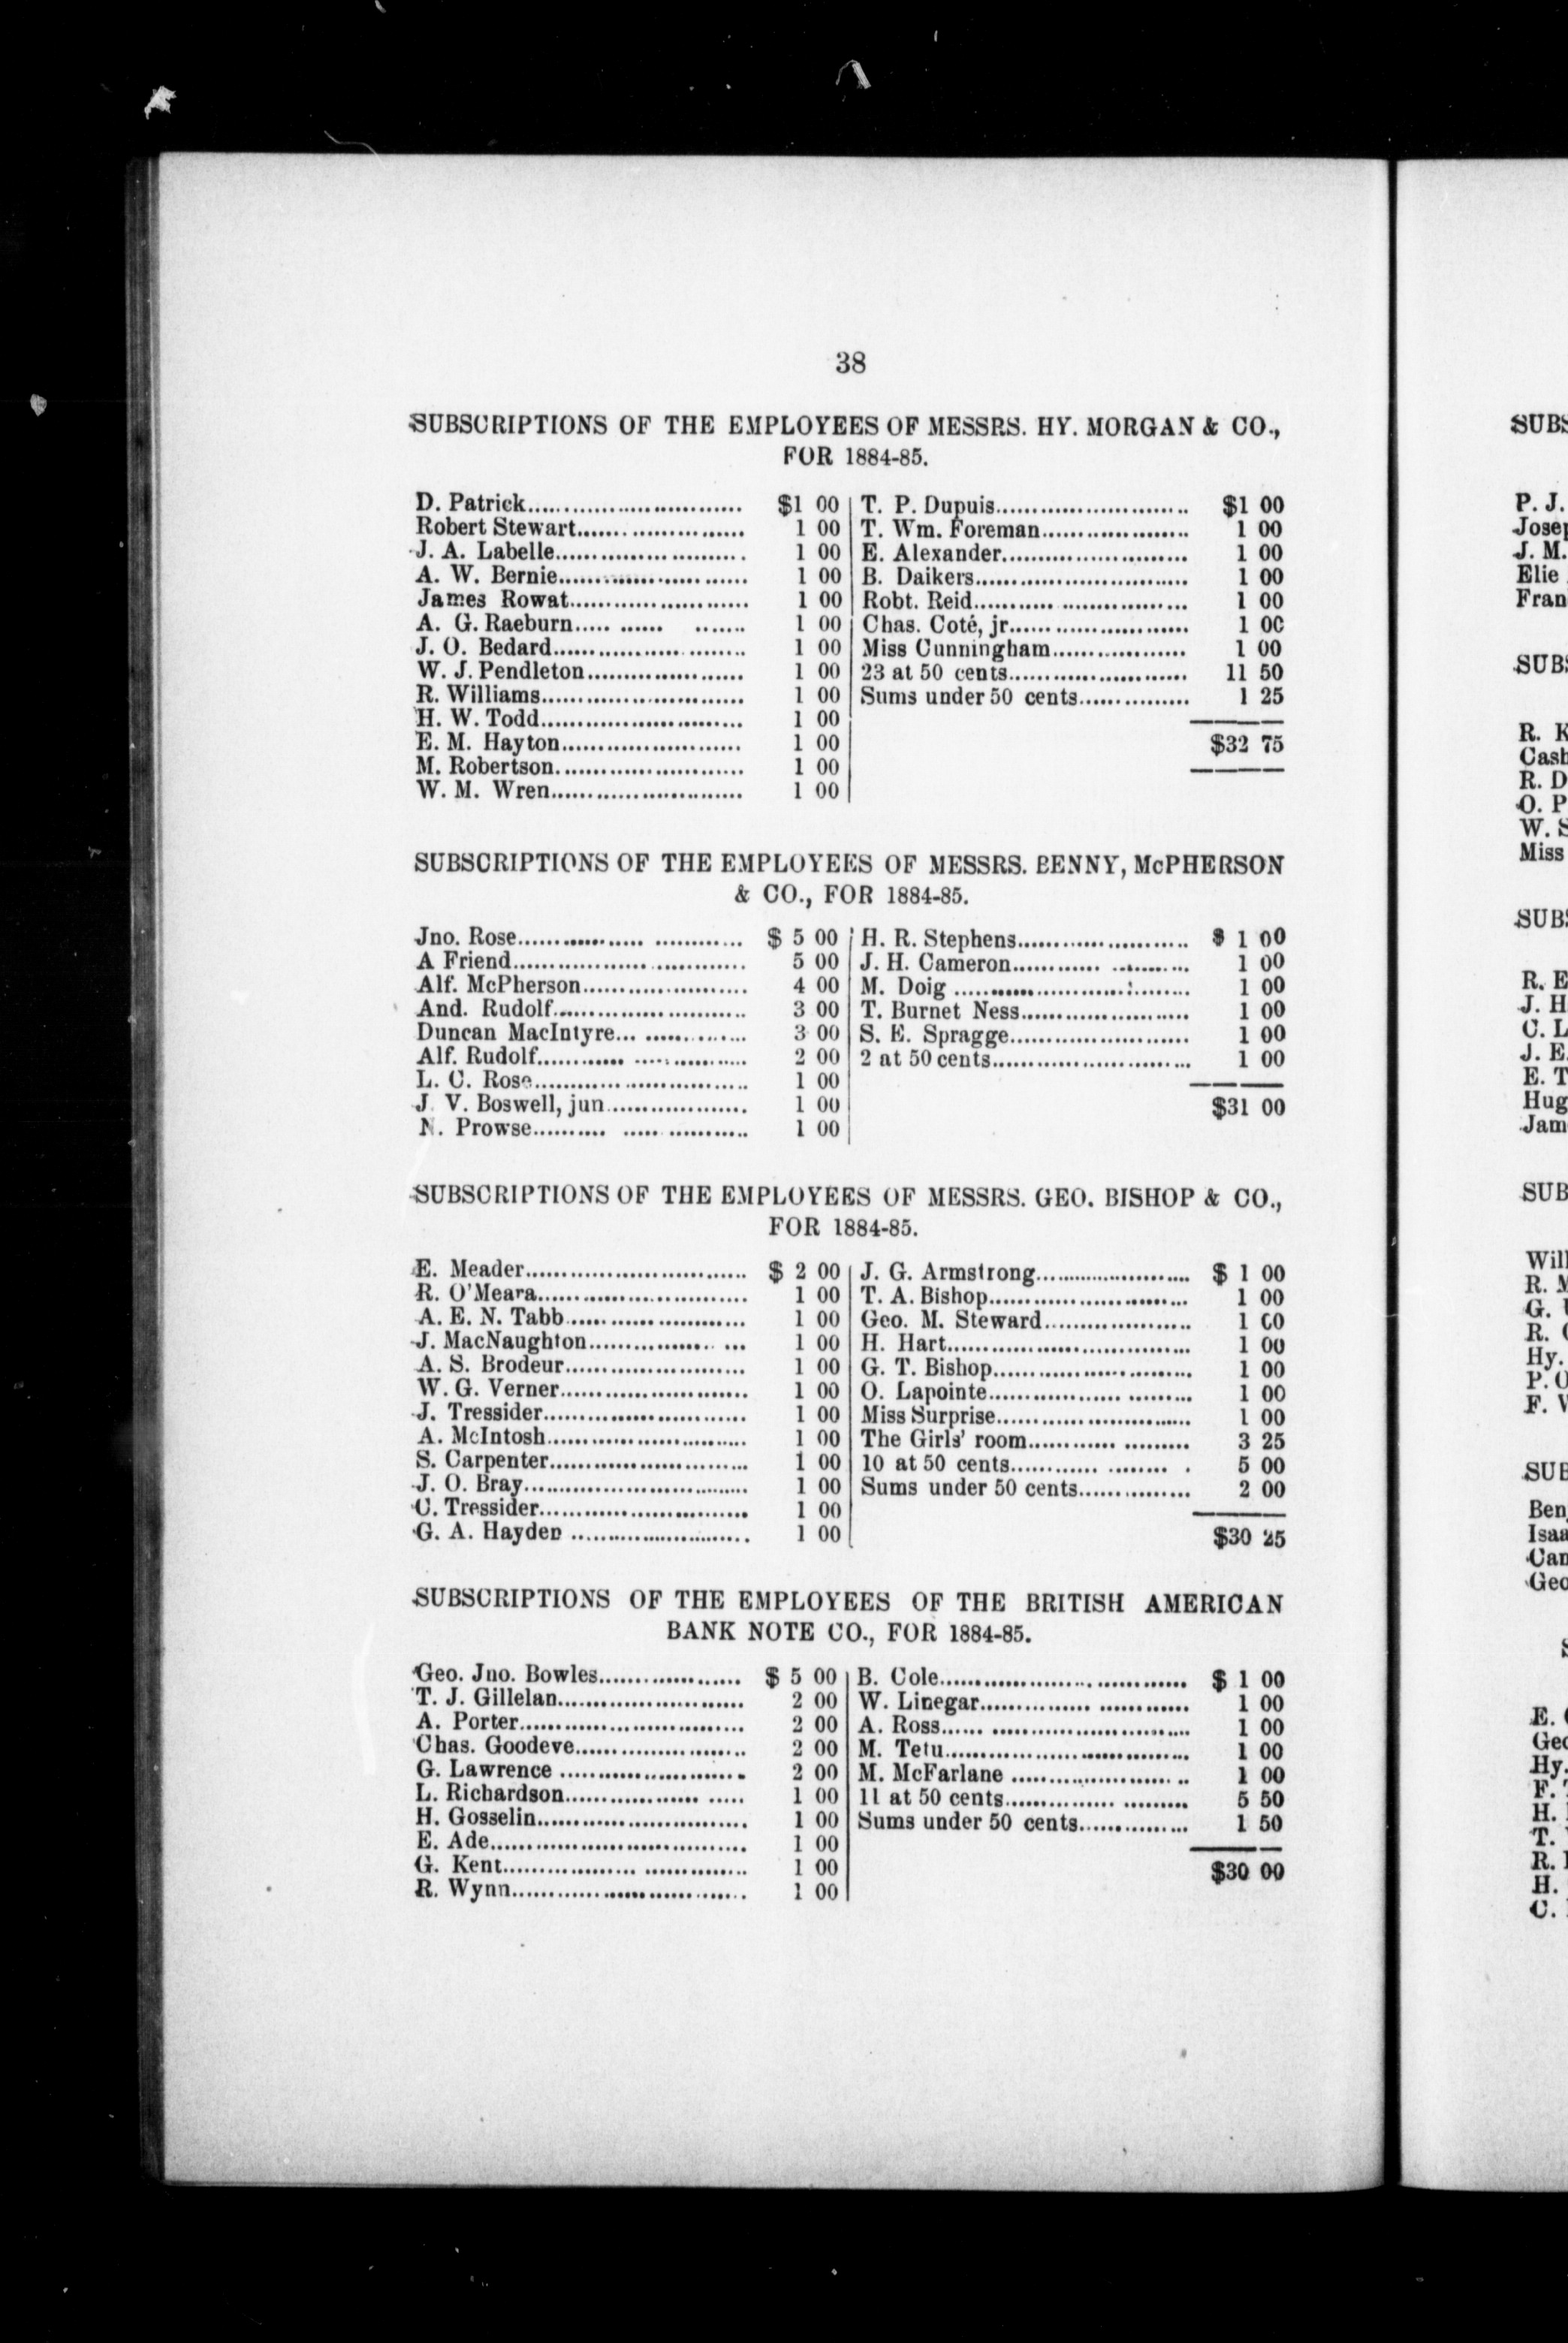 38
SUBSCRIPTIONS OF THE EMPLOYEES OF MESSRS. HY. MORGAN & CO.,
FOR 1884-85.
D. Patrick $1 00
Robert Stewart 1 00
J. A. Labelle 1 00
A. W. Bernie 1 00
James Rowat 1 00
A. G. Raeburn 1 00
J. O. Bedard 1 00
W. J. Pendleton 1 00
R. Williams 1 00
H. W. Todd 1 00
E. M. Hayton 1 00
M. Robertson 1 00
W. M. Wren 1 00
T. P. Dupuis $1 00
T. Wm. Foreman 1 00
E. Alexander 1 00
B. Daikers 1 00
Robt. Reid 1 00
Chas. Coté, jr 1 00
Miss Cunningham 1 00
23 at 50 cents 11 50
Sums under 50 cents 1 25
$32 75
SUBSCRIPTIONS OF THE EMPLOYEES OF MESSRS. BENNY, McPHERSON
& CO., FOR 1884-85.
Jno. Rose $ 5 00
A Friend 5 00
Alf. McPherson 4 00
And. Rudolf 3 00
Duncan MacIntyre 3 00
Alf. Rudolf 2 00
L. C. Rose 1 00
J. V. Boswell, jun 1 00
N. Prowse 1 00
H. R. Stephens $ 1 00
J. H. Cameron 1 00
M. Doig 1 00
T. Burnet Ness 1 00
S. E. Spragge 1 00
2 at 50 cents 1 00
$31 00
SUBSCRIPTIONS OF THE EMPLOYEES OF MESSRS. GEO. BISHOP & CO.,
FOR 1884-85.
E. Meader $ 2 00
R. O'Meara 1 00
A. E. N. Tabb 1 00
J. MacNaughton 1 00
A. S. Brodeur 1 00
W. G. Verner 1 00
J. Tressider 1 00
A. McIntosh 1 00
S. Carpenter 1 00
J. O. Bray 1 00
C. Tressider 1 00
G. A. Hayden 1 00
J. G. Armstrong $ 1 00
T. A. Bishop 1 00
Geo. M. Steward 1 00
H. Hart 1 00
G. T. Bishop 1 00
O. Lapointe 1 00
Miss Surprise 1 00
The Girls' room 3 25
10 at 50 cents 5 00
Sums under 50 cents 2 00
$30 25
SUBSCRIPTIONS OF THE EMPLOYEES OF THE BRITISH AMERICAN
BANK NOTE CO., FOR 1884-85.
Geo. Jno. Bowles $ 5 00
T. J. Gillelan 2 00
A. Porter 2 00
Chas. Goodeve 2 00
G. Lawrence 2 00
L. Richardson 1 00
H. Gosselin 1 00
E. Ade 1 00
G. Kent 1 00
R. Wynn 1 00
B. Cole $ 1 00
W. Linegar 1 00
A. Ross 1 00
M. Tetu 1 00
M. McFarlane 1 00
11 at 50 cents 5 50
Sums under 50 cents 1 50
$30 00